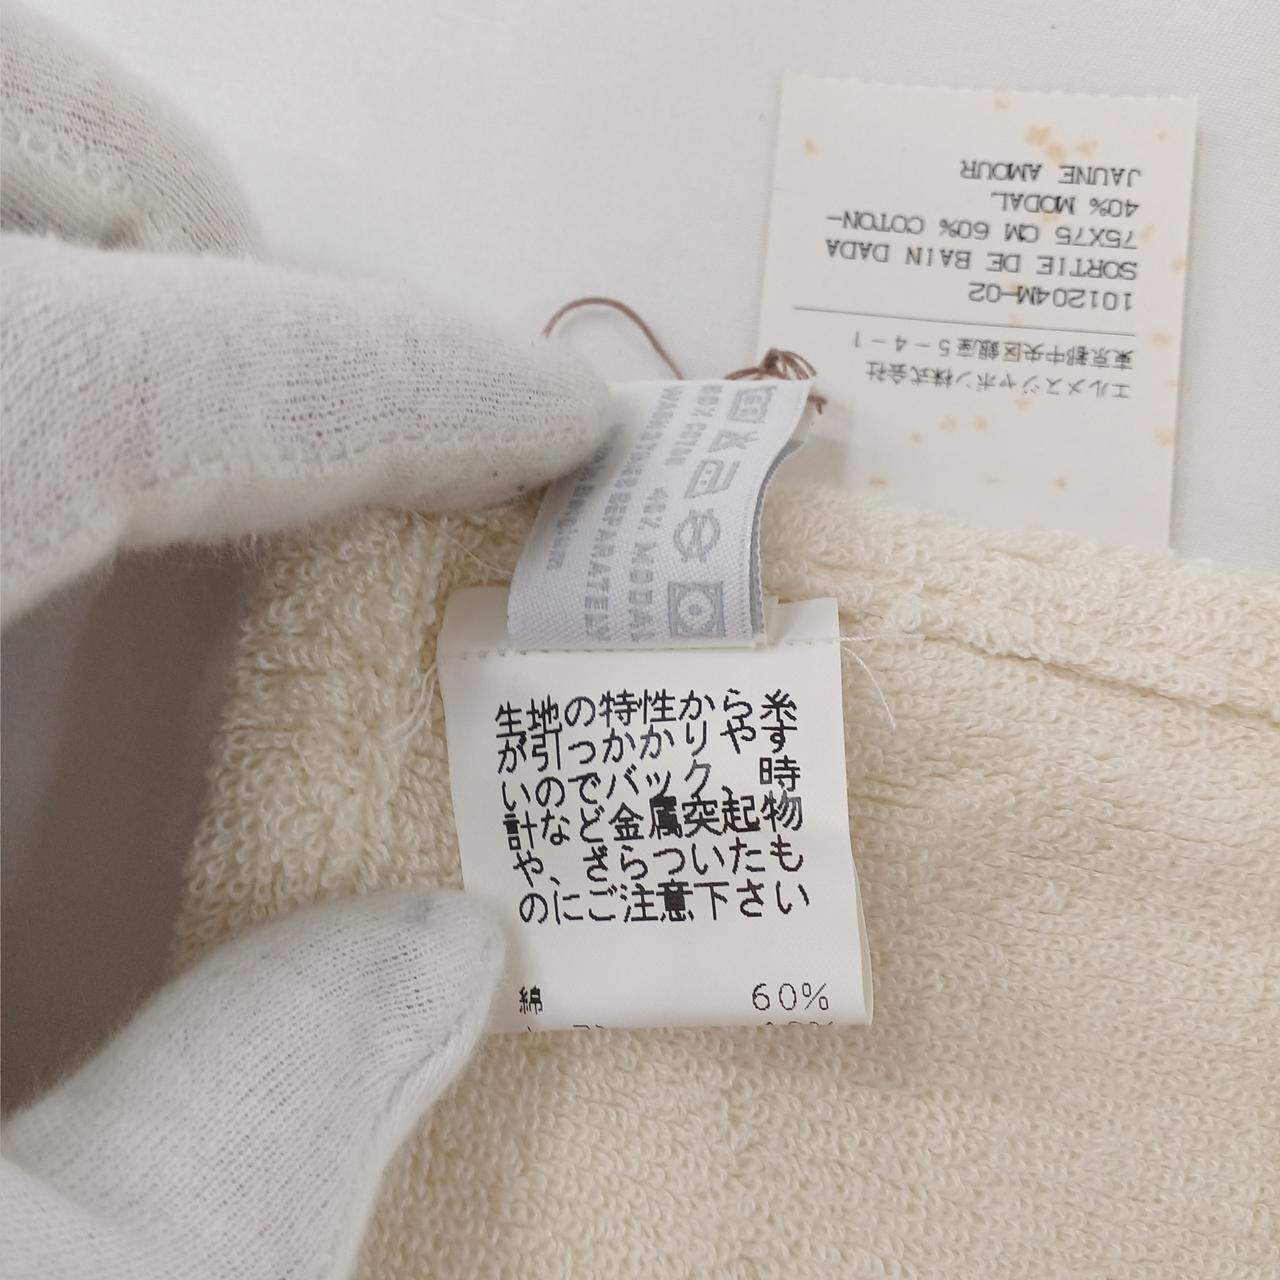 エルメスジャポン株式会社
東京都中央区銀座5-4-1
101204M-02
SORTIE DE BAIN DADA
75X75 CM 60% COTON-
40% MODAL
JAUNE AMOUR
60% COTON 40% MODAL
WASH TO BE SEPARATELY
生地の特性から糸
が引っかかりやす
いのでバック、時
計など金属突起物
や、ざらついたも
のにご注意下さい
綿 60%